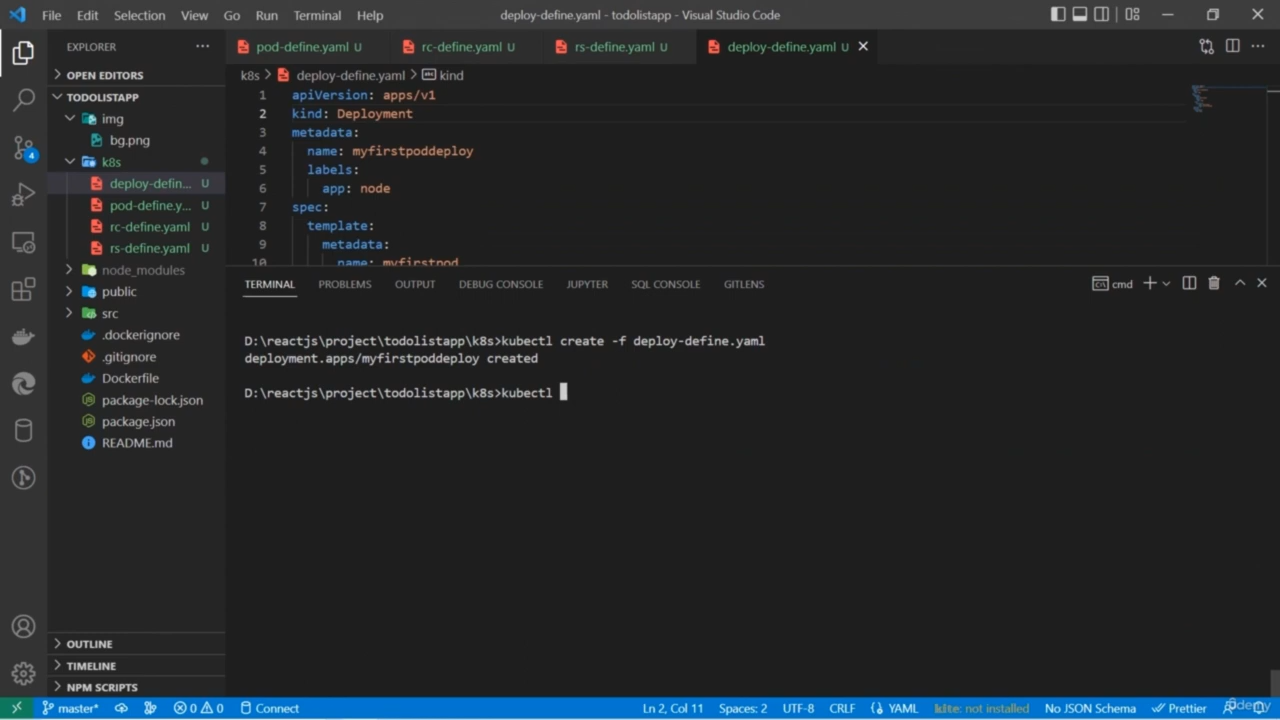 File Edit Selection View Go Run Terminal Help
deploy-define.yaml - todolistapp - Visual Studio Code
EXPLORER
OPEN EDITORS
TODOLISTAPP
img
bg.png
k8s
deploy-defin... U
pod-define.y... U
rc-define.yaml U
rs-define.yaml U
node_modules
public
src
.dockerignore
.gitignore
Dockerfile
package-lock.json
package.json
README.md
OUTLINE
TIMELINE
NPM SCRIPTS
4
pod-define.yaml U
rc-define.yaml U
rs-define.yaml U
deploy-define.yaml U
k8s > deploy-define.yaml > abc kind
1 apiVersion: apps/v1
2 kind: Deployment
3 metadata:
4 name: myfirstpoddeploy
5 labels:
6 app: node
7 spec:
8 template:
9 metadata:
10 name: myfirstpod
TERMINAL PROBLEMS OUTPUT DEBUG CONSOLE JUPYTER SQL CONSOLE GITLENS
cmd
D:\reactjs\project\todolistapp\k8s>kubectl create -f deploy-define.yaml
deployment.apps/myfirstpoddeploy created
D:\reactjs\project\todolistapp\k8s>kubectl
master* 0 0 Connect
Ln 2, Col 11 Spaces: 2 UTF-8 CRLF YAML not installed No JSON Schema Prettier
Udemy